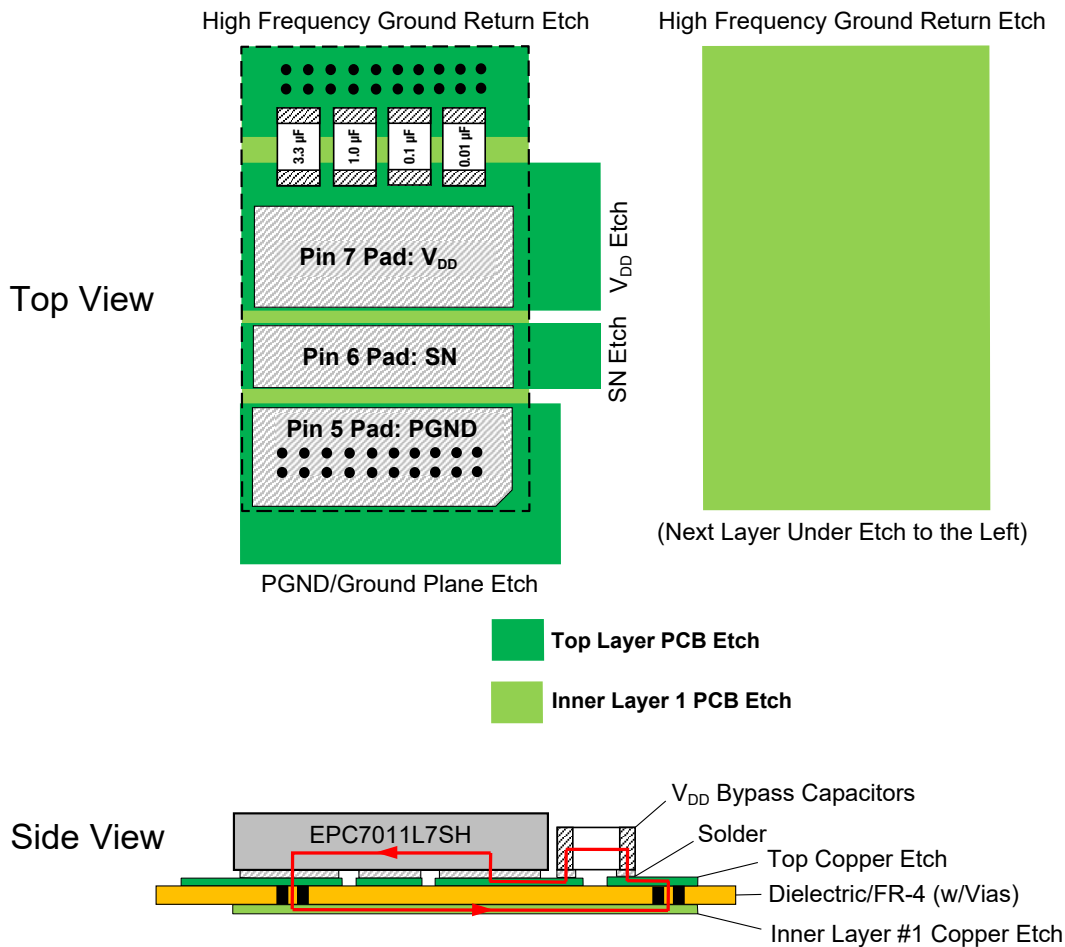 High Frequency Ground Return Etch
High Frequency Ground Return Etch
3.3 µF
1.0 µF
0.1 µF
0.01 µF
Top View
Pin 7 Pad: VDD
VDD Etch
Pin 6 Pad: SN
SN Etch
Pin 5 Pad: PGND
(Next Layer Under Etch to the Left)
PGND/Ground Plane Etch
Top Layer PCB Etch
Inner Layer 1 PCB Etch
Side View
EPC7011L7SH
VDD Bypass Capacitors
Solder
Top Copper Etch
Dielectric/FR-4 (w/Vias)
Inner Layer #1 Copper Etch